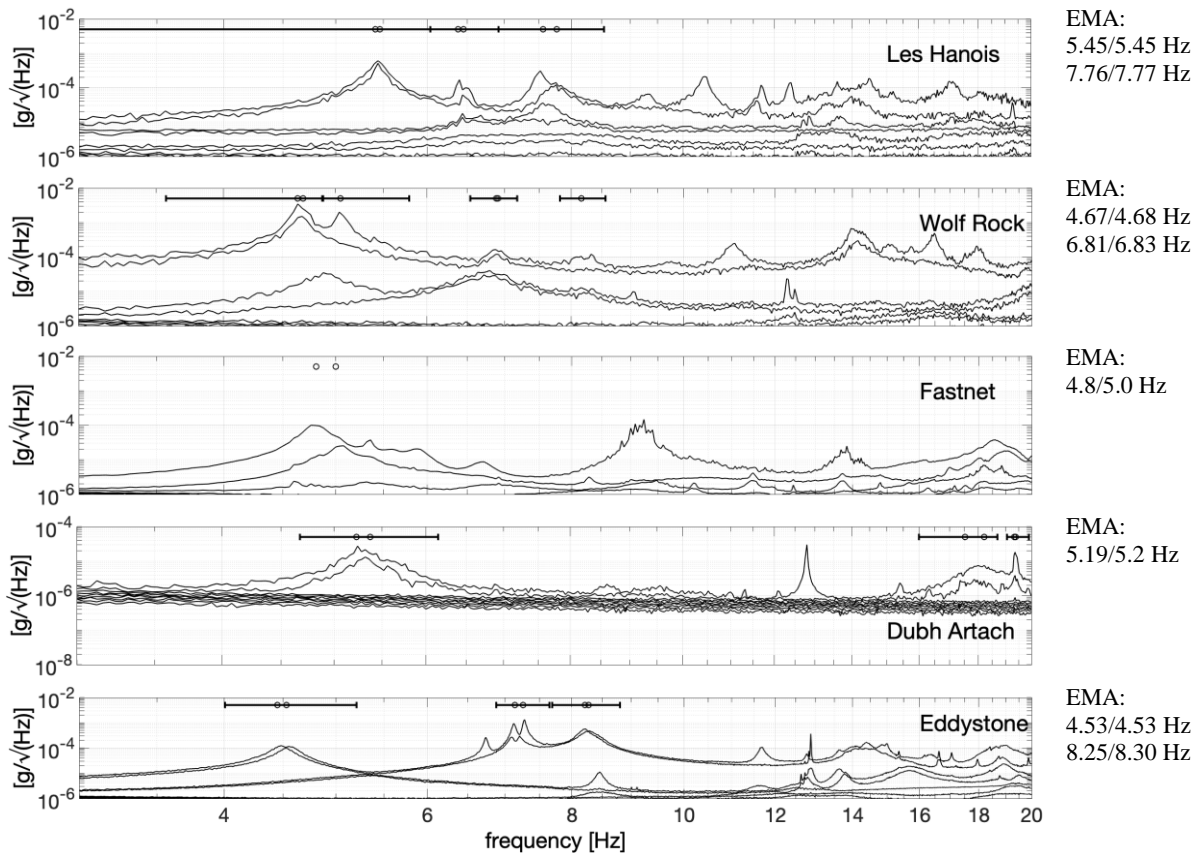 10^-2
[g/√(Hz)]
10^-4
10^-6
Les Hanois
EMA:
5.45/5.45 Hz
7.76/7.77 Hz
10^-2
[g/√(Hz)]
10^-4
10^-6
Wolf Rock
EMA:
4.67/4.68 Hz
6.81/6.83 Hz
10^-2
[g/√(Hz)]
10^-4
10^-6
Fastnet
EMA:
4.8/5.0 Hz
10^-4
[g/√(Hz)]
10^-6
10^-8
Dubh Artach
EMA:
5.19/5.2 Hz
10^-2
[g/√(Hz)]
10^-4
10^-6
Eddystone
EMA:
4.53/4.53 Hz
8.25/8.30 Hz
4 6 8 10 12 14 16 18 20
frequency [Hz]